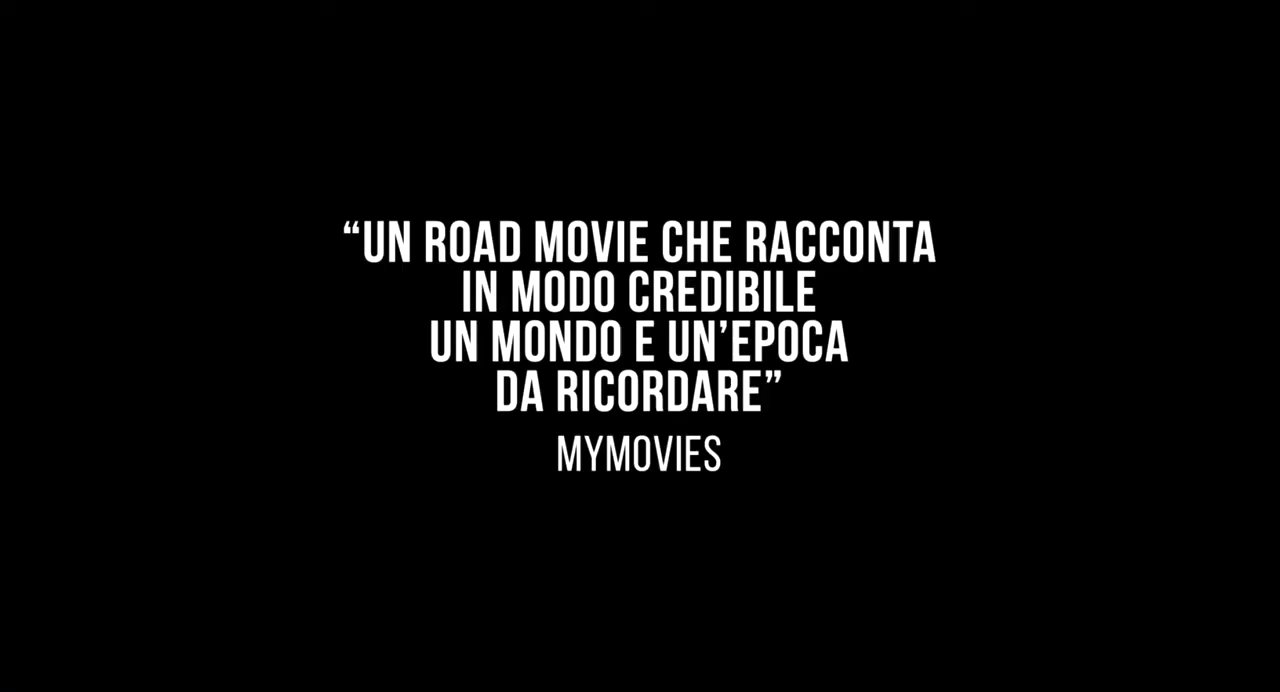 “UN ROAD MOVIE CHE RACCONTA
IN MODO CREDIBILE
UN MONDO E UN’EPOCA
DA RICORDARE”
MYMOVIES